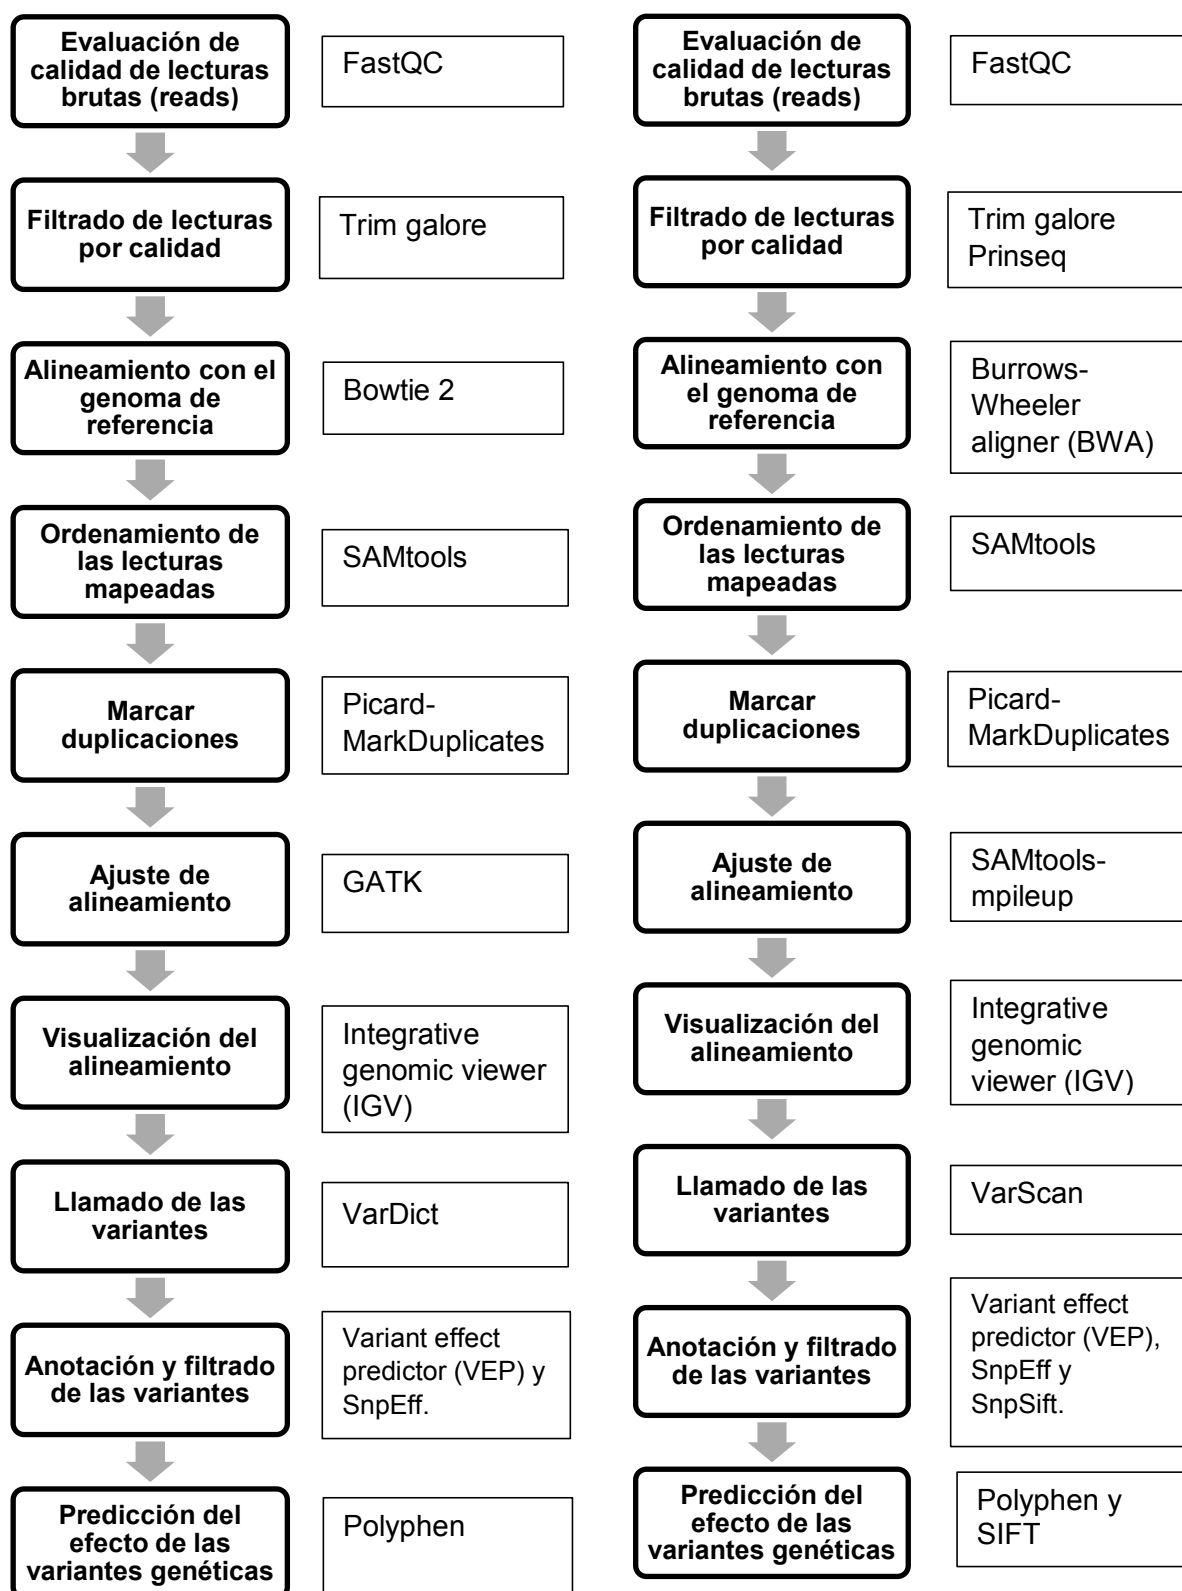 Evaluación de
calidad de lecturas
brutas (reads)
FastQC
Filtrado de lecturas
por calidad
Trim galore
Alineamiento con el
genoma de
referencia
Bowtie 2
Ordenamiento de
las lecturas
mapeadas
SAMtools
Marcar
duplicaciones
Picard-
MarkDuplicates
Ajuste de
alineamiento
GATK
Visualización del
alineamiento
Integrative
genomic viewer
(IGV)
Llamado de las
variantes
VarDict
Anotación y filtrado
de las variantes
Variant effect
predictor (VEP) y
SnpEff.
Predicción del
efecto de las
variantes genéticas
Polyphen
Evaluación de
calidad de lecturas
brutas (reads)
FastQC
Filtrado de lecturas
por calidad
Trim galore
Prinseq
Alineamiento con
el genoma de
referencia
Burrows-
Wheeler
aligner (BWA)
Ordenamiento de
las lecturas
mapeadas
SAMtools
Marcar
duplicaciones
Picard-
MarkDuplicates
Ajuste de
alineamiento
SAMtools-
mpileup
Visualización del
alineamiento
Integrative
genomic
viewer (IGV)
Llamado de las
variantes
VarScan
Anotación y filtrado
de las variantes
Variant effect
predictor (VEP),
SnpEff y
SnpSift.
Predicción del
efecto de las
variantes genéticas
Polyphen y
SIFT